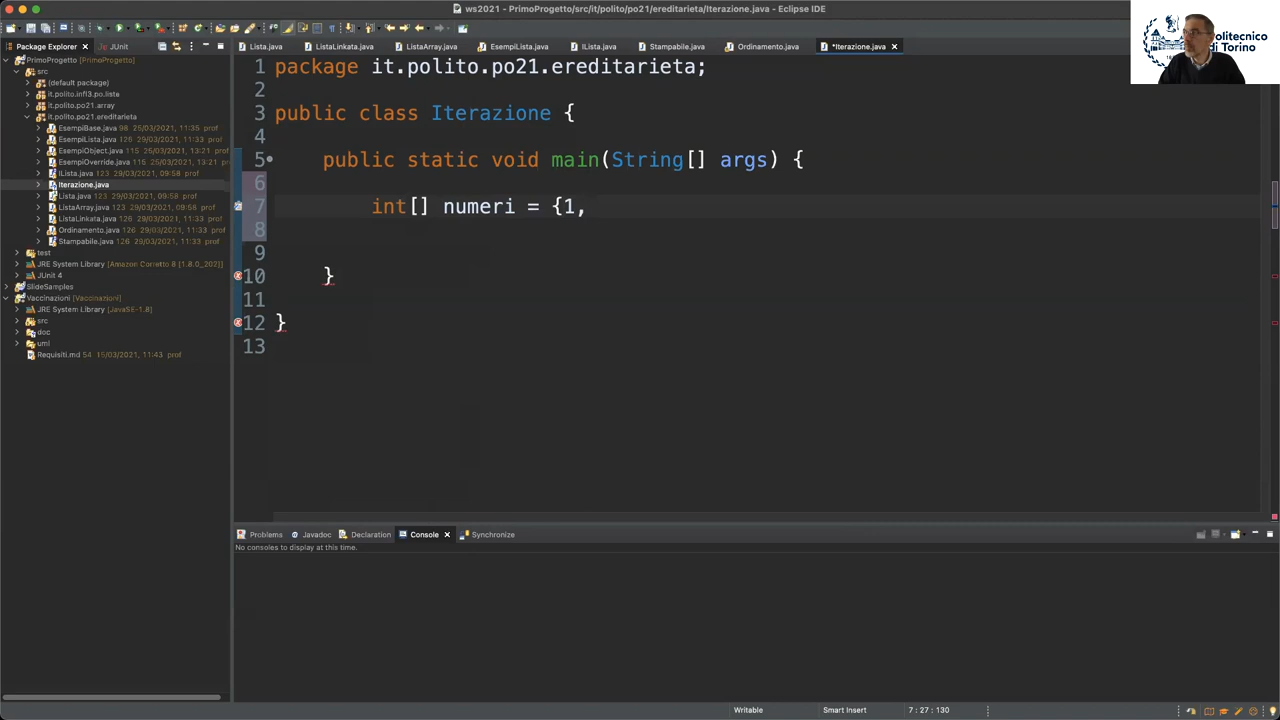 ws2021 - PrimoProgetto/src/it/polito/po21/ereditarieta/Iterazione.java - Eclipse IDE
Package Explorer
JUnit
Lista.java
ListaLinkata.java
ListaArray.java
EsempiLista.java
IListа.java
Stampabile.java
Ordinamento.java
*Iterazione.java
Politecnico
di Torino
PrimoProgetto [PrimoProgetto]
src
(default package)
it.polito.inf13.po.liste
it.polito.po21.array
it.polito.po21.ereditarieta
EsempiBase.java 98 25/03/2021, 11:35 prof
EsempiLista.java 126 29/03/2021, 11:33 prof
EsempiObject.java 115 25/03/2021, 13:21 prof
EsempiOverride.java 115 25/03/2021, 13:21 prof
ILista.java 123 29/03/2021, 09:58 prof
Iterazione.java
Lista.java 123 29/03/2021, 09:58 prof
ListaArray.java 123 29/03/2021, 09:58 prof
ListaLinkata.java 126 29/03/2021, 11:33 prof
Ordinamento.java 126 29/03/2021, 11:33 prof
Stampabile.java 126 29/03/2021, 11:33 prof
test
JRE System Library [Amazon Corretto 8 [1.8.0_202]]
JUnit 4
SlideSamples
Vaccinazioni [Vaccinazioni]
JRE System Library [JavaSE-1.8]
src
doc
uml
Requisiti.md 54 15/03/2021, 11:43 prof
1 package it.polito.po21.ereditarieta;
2
3 public class Iterazione {
4
5 public static void main(String[] args) {
6
7 int[] numeri = {1,
8
9
10 }
11
12 }
13
Problems
Javadoc
Declaration
Console
Synchronize
No consoles to display at this time.
Writable
Smart Insert
7 : 27 : 130